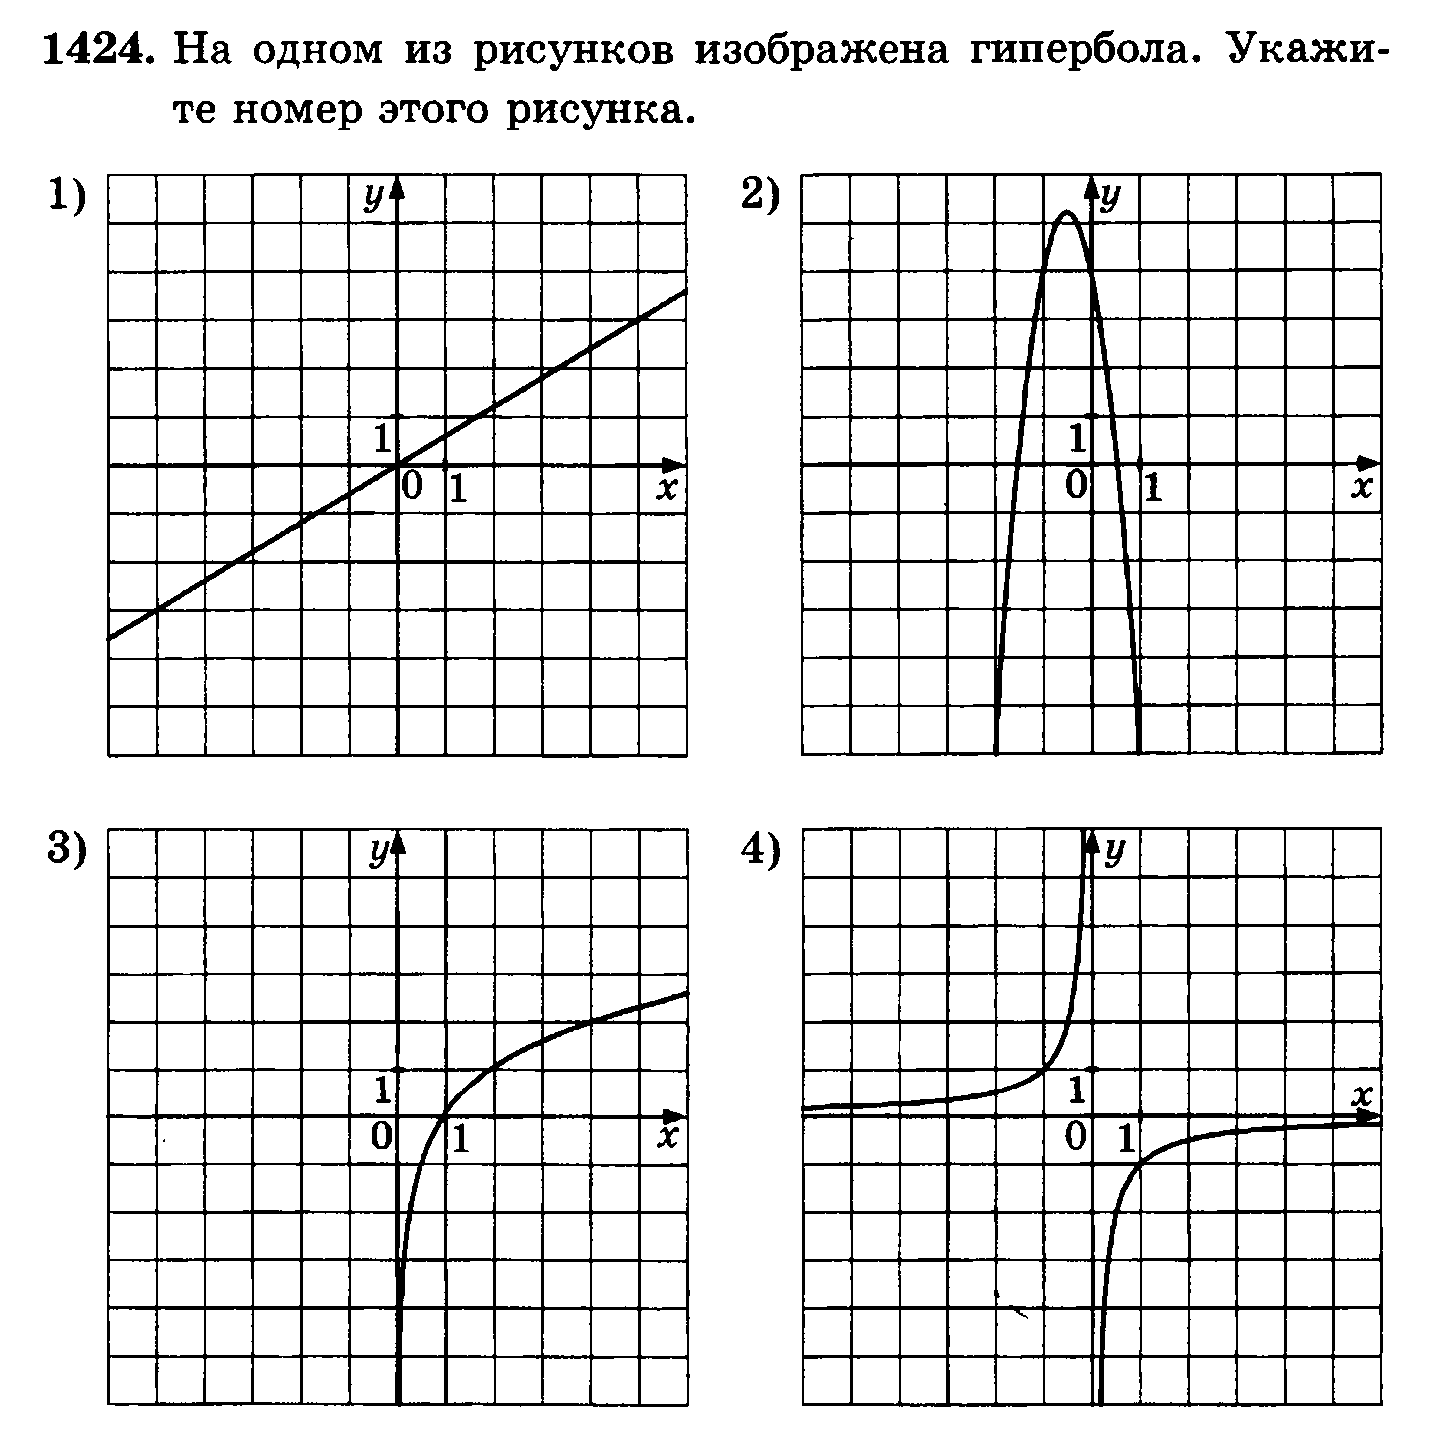 1424. На одном из рисунков изображена гипербола. Укажи-
те номер этого рисунка.
1)
y
1
0
1
x
2)
y
1
0
1
x
3)
y
1
0
1
x
4)
y
1
x
0
1